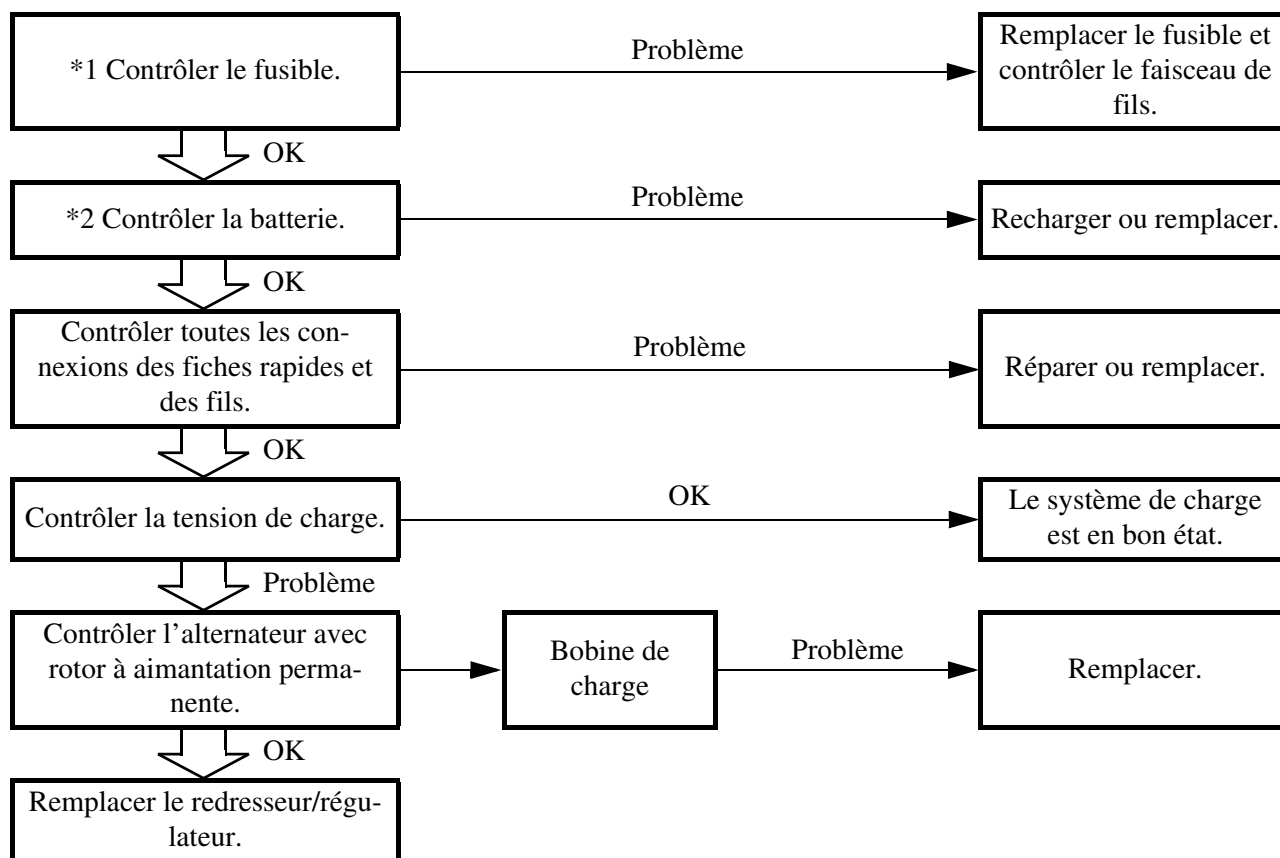 *1 Contrôler le fusible.
Problème
Remplacer le fusible et
contrôler le faisceau de
fils.
OK
*2 Contrôler la batterie.
Problème
Recharger ou remplacer.
OK
Contrôler toutes les con-
nexions des fiches rapides et
des fils.
Problème
Réparer ou remplacer.
OK
Contrôler la tension de charge.
OK
Le système de charge
est en bon état.
Problème
Contrôler l’alternateur avec
rotor à aimantation perma-
nente.
Bobine de
charge
Problème
Remplacer.
OK
Remplacer le redresseur/régu-
lateur.